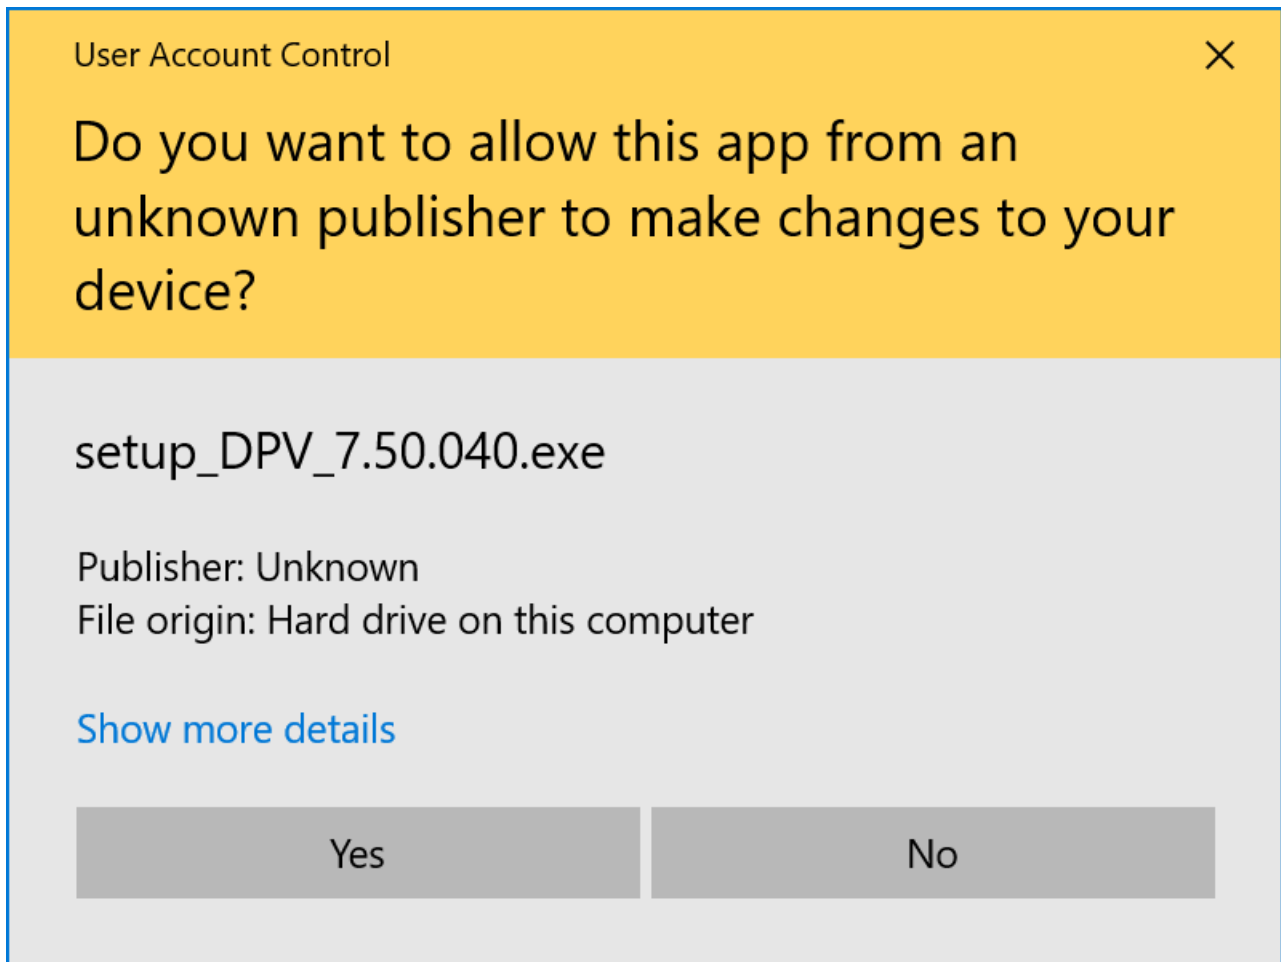 User Account Control
Do you want to allow this app from an
unknown publisher to make changes to your
device?
setup_DPV_7.50.040.exe
Publisher: Unknown
File origin: Hard drive on this computer
Show more details
Yes
No